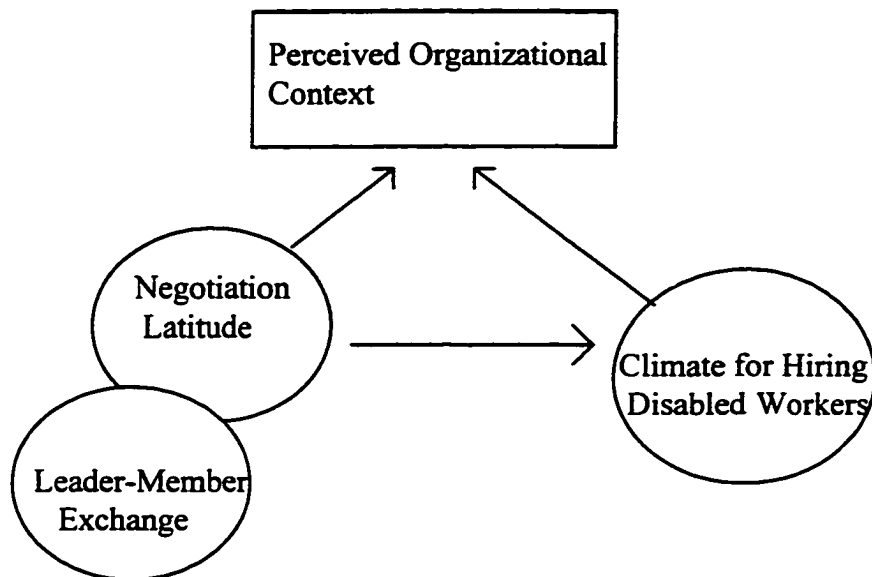 Perceived Organizational
Context
Negotiation
Latitude
Climate for Hiring
Disabled Workers
Leader-Member
Exchange